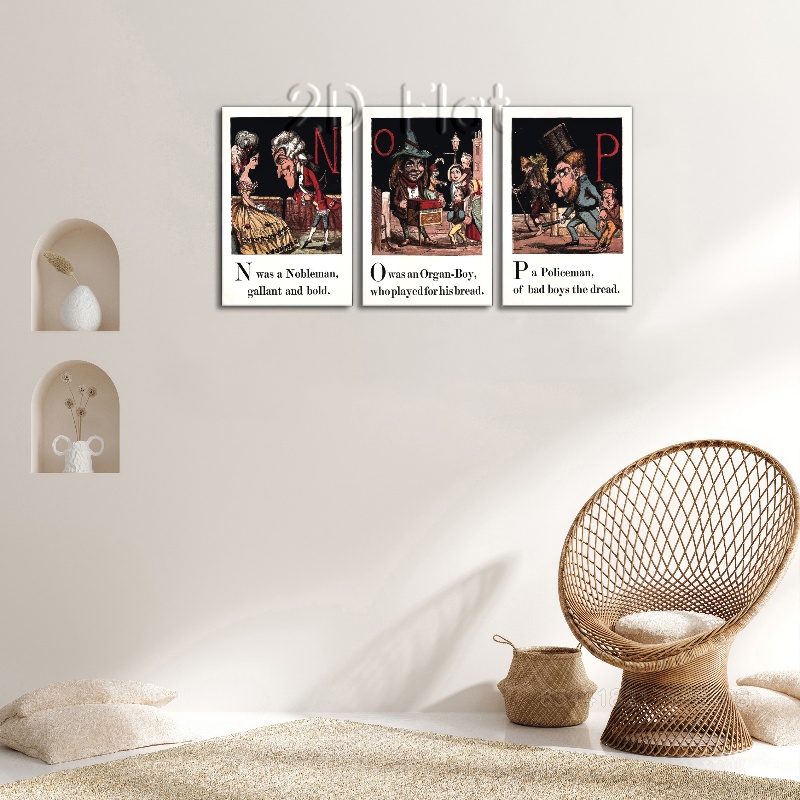 2D Flat
N
O
P
N was a Nobleman,
gallant and bold.
O was an Organ-Boy,
who played for his bread.
P a Policeman,
of bad boys the dread.